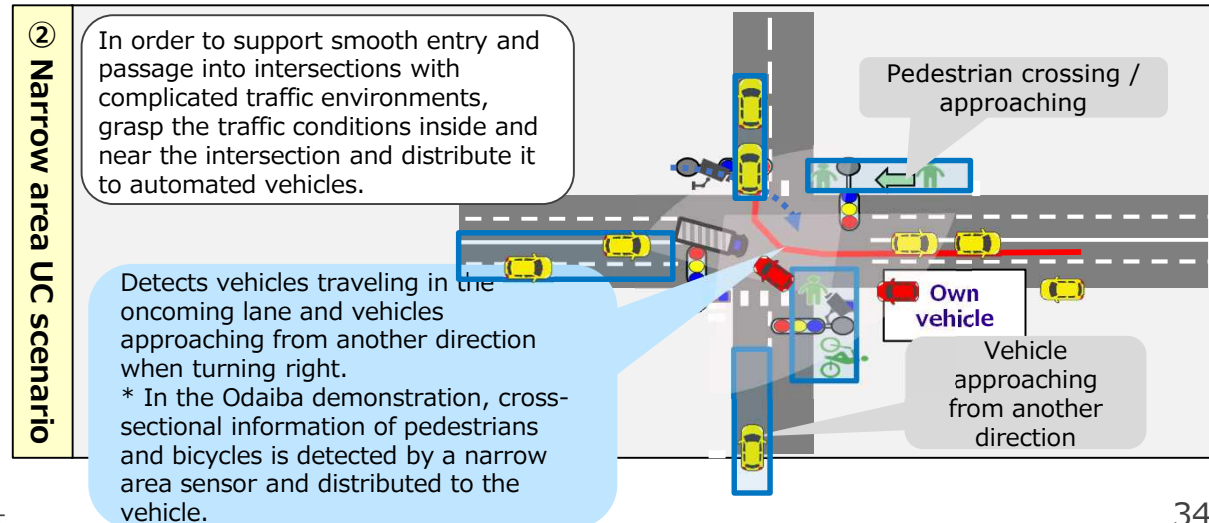 ② Narrow area UC scenario
In order to support smooth entry and
passage into intersections with
complicated traffic environments,
grasp the traffic conditions inside and
near the intersection and distribute it
to automated vehicles.
Pedestrian crossing /
approaching
Detects vehicles traveling in the
oncoming lane and vehicles
approaching from another direction
when turning right.
* In the Odaiba demonstration, cross-
sectional information of pedestrians
and bicycles is detected by a narrow
area sensor and distributed to the
vehicle.
Own
vehicle
Vehicle
approaching
from another
direction
34